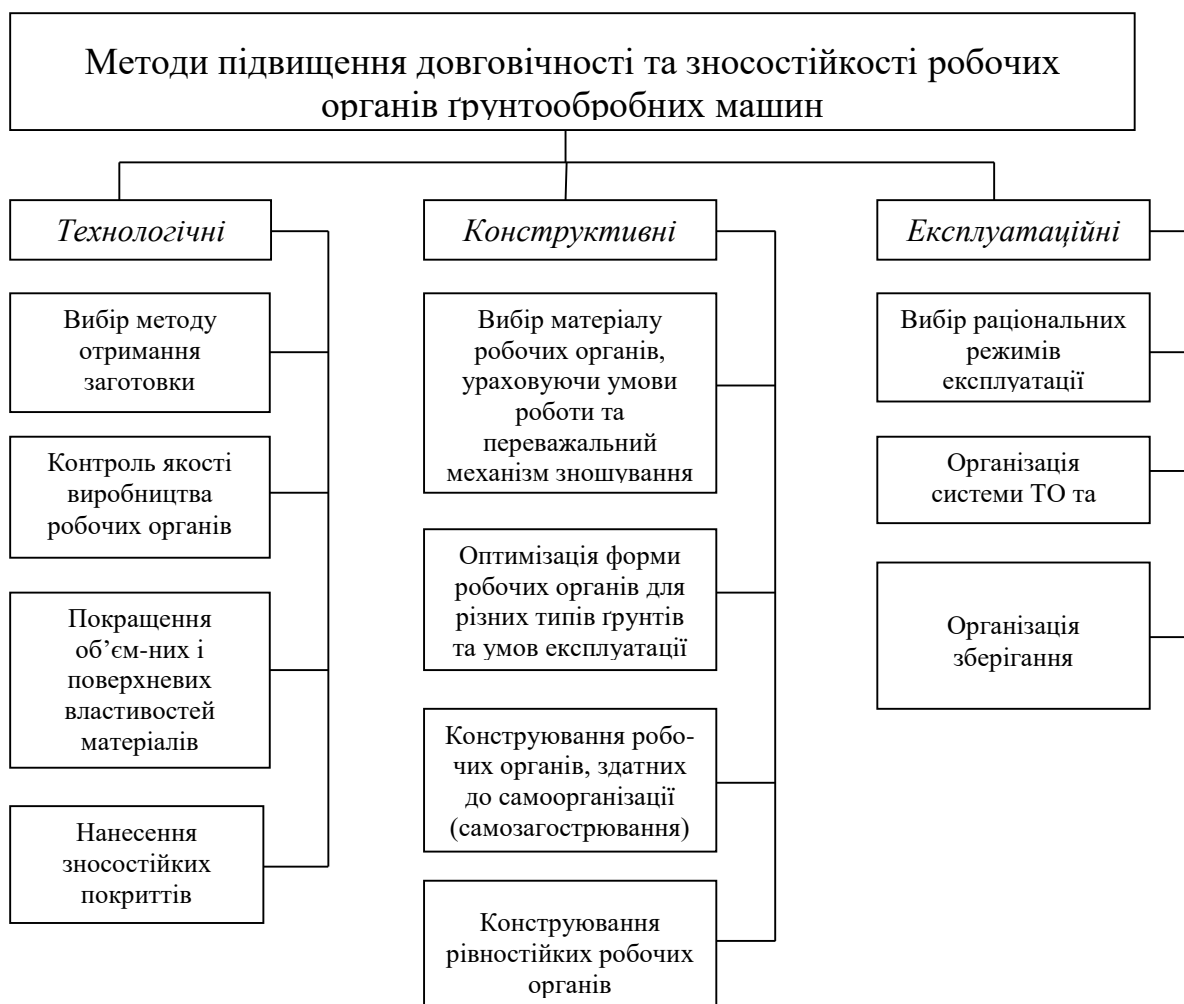 Методи підвищення довговічності та зносостійкості робочих
органів ґрунтообробних машин
Технологічні
Вибір методу
отримання
заготовки
Контроль якості
виробництва
робочих органів
Покращення
об’єм-них і
поверхневих
властивостей
матеріалів
Нанесення
зносостійких
покриттів
Конструктивні
Вибір матеріалу
робочих органів,
ураховуючи умови
роботи та
переважальний
механізм зношування
Оптимізація форми
робочих органів для
різних типів ґрунтів
та умов експлуатації
Конструювання робо-
чих органів, здатних
до самоорганізації
(самозагострювання)
Конструювання
рівностійких робочих
органів
Експлуатаційні
Вибір раціональних
режимів
експлуатації
Організація
системи ТО та
Організація
зберігання